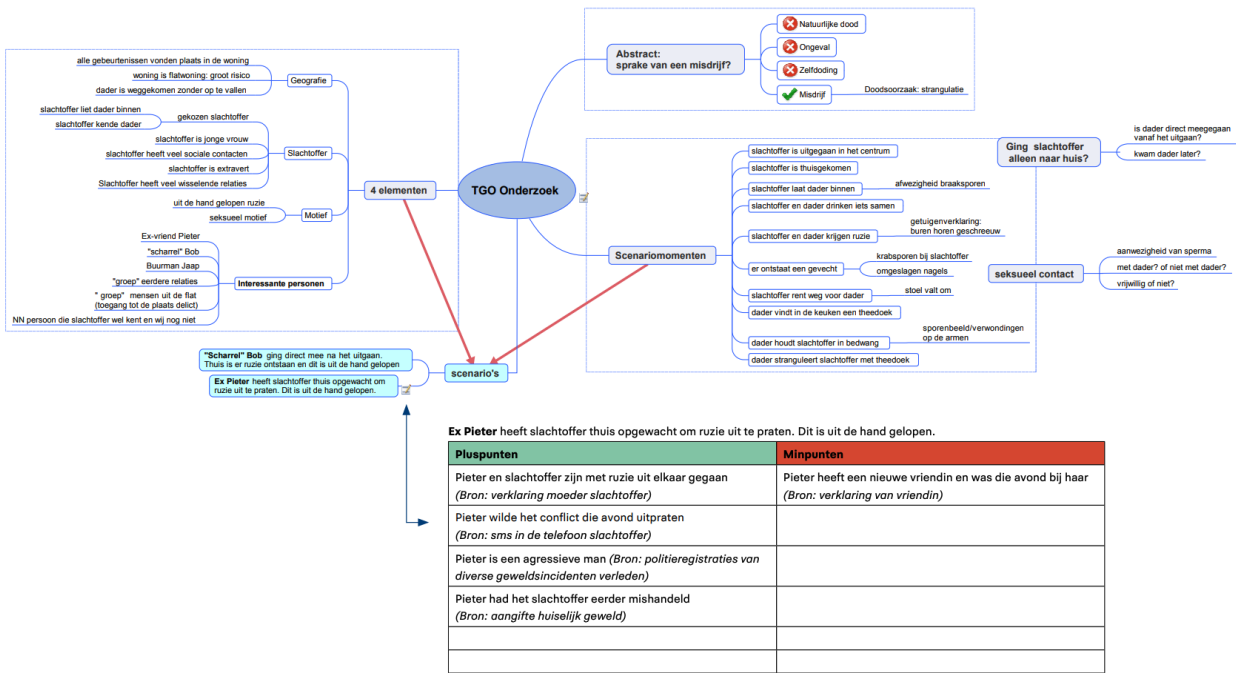 TGO Onderzoek
4 elementen
Geografie
alle gebeurtenissen vonden plaats in de woning
woning is flatwoning: groot risico
dader is weggekomen zonder op te vallen
Slachtoffer
gekozen slachtoffer
slachtoffer liet dader binnen
slachtoffer kende dader
slachtoffer is jonge vrouw
slachtoffer heeft veel sociale contacten
slachtoffer is extravert
Slachtoffer heeft veel wisselende relaties
Motief
uit de hand gelopen ruzie
seksueel motief
Interessante personen
Ex-vriend Pieter
"scharrel" Bob
Buurman Jaap
"groep" eerdere relaties
" groep" mensen uit de flat
(toegang tot de plaats delict)
NN persoon die slachtoffer wel kent en wij nog niet
Abstract:
sprake van een misdrijf?
Natuurlijke dood
Ongeval
Zelfdoding
Misdrijf
Doodsoorzaak: strangulatie
Scenariomomenten
slachtoffer is uitgegaan in het centrum
slachtoffer is thuisgekomen
slachtoffer laat dader binnen
afwezigheid braaksporen
slachtoffer en dader drinken iets samen
slachtoffer en dader krijgen ruzie
getuigenverklaring:
buren horen geschreeuw
er ontstaat een gevecht
krabsporen bij slachtoffer
omgeslagen nagels
slachtoffer rent weg voor dader
stoel valt om
dader vindt in de keuken een theedoek
dader houdt slachtoffer in bedwang
sporenbeeld/verwondingen
op de armen
dader stranguleert slachtoffer met theedoek
Ging slachtoffer
alleen naar huis?
is dader direct meegegaan
vanaf het uitgaan?
kwam dader later?
seksueel contact
aanwezigheid van sperma
met dader? of niet met dader?
vrijwillig of niet?
scenario's
"Scharrel" Bob ging direct mee na het uitgaan.
Thuis is er ruzie ontstaan en dit is uit de hand gelopen
Ex Pieter heeft slachtoffer thuis opgewacht om
ruzie uit te praten. Dit is uit de hand gelopen.
Ex Pieter heeft slachtoffer thuis opgewacht om ruzie uit te praten. Dit is uit de hand gelopen.
Pluspunten
Minpunten
Pieter en slachtoffer zijn met ruzie uit elkaar gegaan
(Bron: verklaring moeder slachtoffer)
Pieter heeft een nieuwe vriendin en was die avond bij haar
(Bron: verklaring van vriendin)
Pieter wilde het conflict die avond uitpraten
(Bron: sms in de telefoon slachtoffer)
Pieter is een agressieve man (Bron: politieregistraties van
diverse geweldsincidenten verleden)
Pieter had het slachtoffer eerder mishandeld
(Bron: aangifte huiselijk geweld)